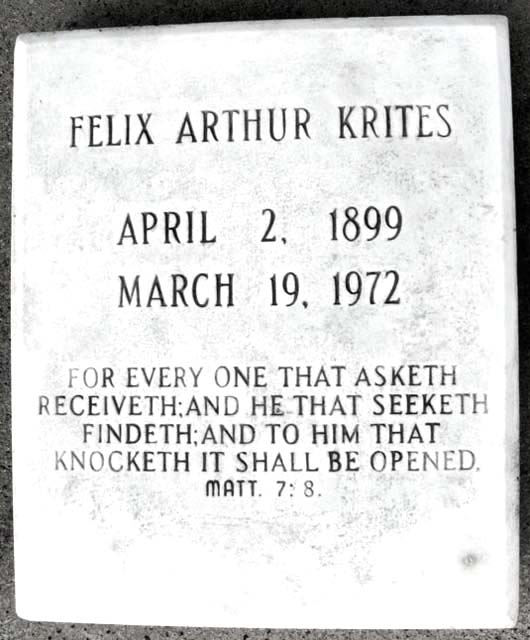 FELIX ARTHUR KRITES
APRIL 2, 1899
MARCH 19, 1972
FOR EVERY ONE THAT ASKETH
RECEIVETH;AND HE THAT SEEKETH
FINDETH;AND TO HIM THAT
KNOCKETH IT SHALL BE OPENED.
MATT. 7:8.